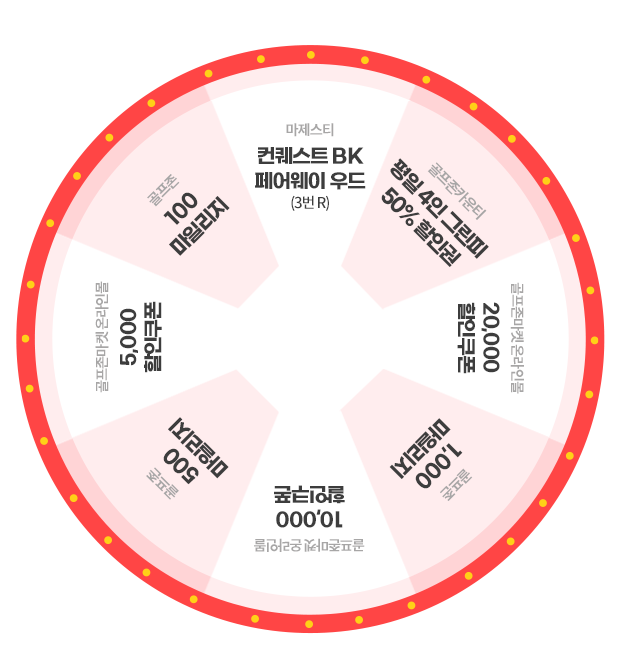 마제스티
컨퀘스트 BK
페어웨이 우드
(3번 R)
골프존카운티
평일 4인 그린피
50% 할인권
골프존마켓 온라인몰
20,000
할인쿠폰
골프존
1,000
마일리지
골프존마켓 온라인몰
10,000
할인쿠폰
골프존
500
마일리지
골프존마켓 온라인몰
5,000
할인쿠폰
골프존
100
마일리지